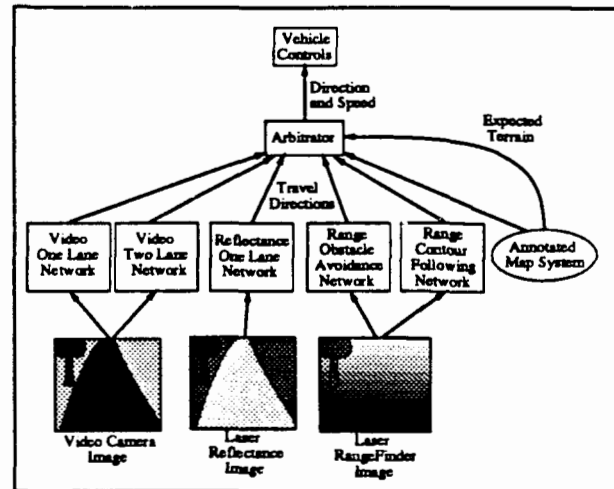 Vehicle
Controls
Direction
and Speed
Expected
Terrain
Arbitrator
Travel
Directions
Video
One Lane
Network
Video
Two Lane
Network
Reflectance
One Lane
Network
Range
Obstacle
Avoidance
Network
Range
Contour
Following
Network
Annotated
Map System
Video Camera
Image
Laser
Reflectance
Image
Laser
RangeFinder
Image